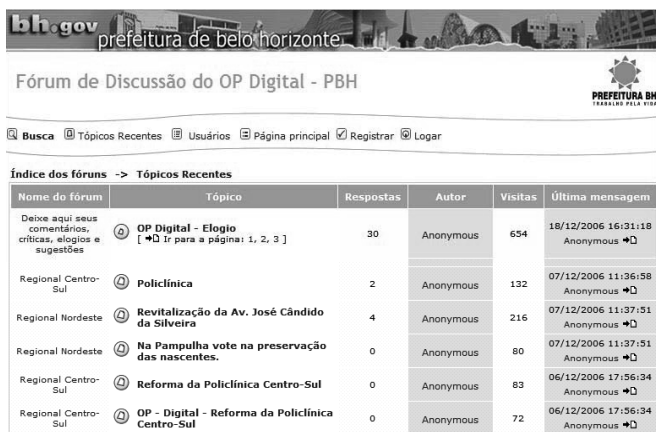 bh.gov
prefeitura de belo horizonte
Fórum de Discussão do OP Digital - PBH
PREFEITURA BH
TRABALHO PELA VIDA
Busca Tópicos Recentes Usuários Página principal Registrar Logar
Índice dos fóruns -> Tópicos Recentes
Nome do fórum Tópico Respostas Autor Visitas Última mensagem
Deixe aqui seus comentários, críticas, elogios e sugestões OP Digital - Elogio [ Ir para a página: 1, 2, 3 ] 30 Anonymous 654 18/12/2006 16:31:18 Anonymous
Regional Centro-Sul Policlínica 2 Anonymous 132 07/12/2006 11:36:58 Anonymous
Regional Nordeste Revitalização da Av. José Cândido da Silveira 4 Anonymous 216 07/12/2006 11:37:51 Anonymous
Regional Nordeste Na Pampulha vote na preservação das nascentes. 0 Anonymous 80 07/12/2006 11:37:51 Anonymous
Regional Centro-Sul Reforma da Policlínica Centro-Sul 0 Anonymous 83 06/12/2006 17:56:34 Anonymous
Regional Centro-Sul OP - Digital - Reforma da Policlínica Centro-Sul 0 Anonymous 72 06/12/2006 17:56:34 Anonymous